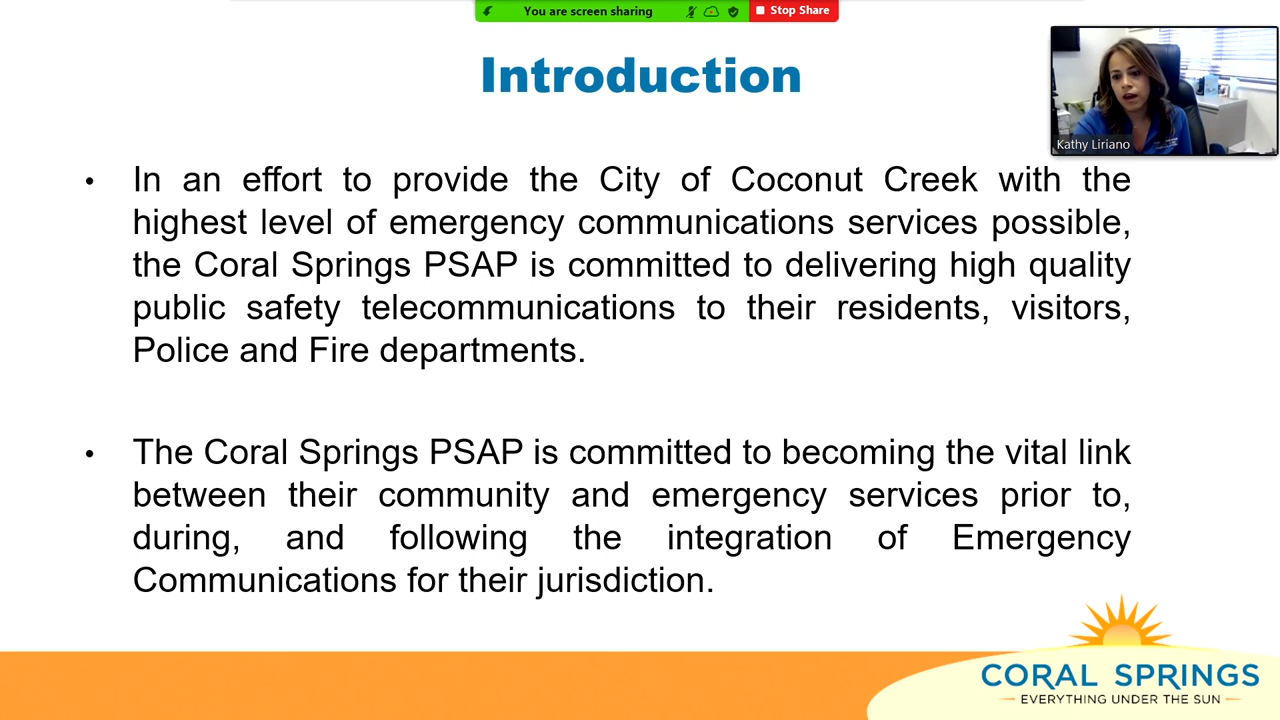 You are screen sharing
Stop Share
Introduction
Kathy Liriano
• In an effort to provide the City of Coconut Creek with the
highest level of emergency communications services possible,
the Coral Springs PSAP is committed to delivering high quality
public safety telecommunications to their residents, visitors,
Police and Fire departments.
• The Coral Springs PSAP is committed to becoming the vital link
between their community and emergency services prior to,
during, and following the integration of Emergency
Communications for their jurisdiction.
CORAL SPRINGS
EVERYTHING UNDER THE SUN